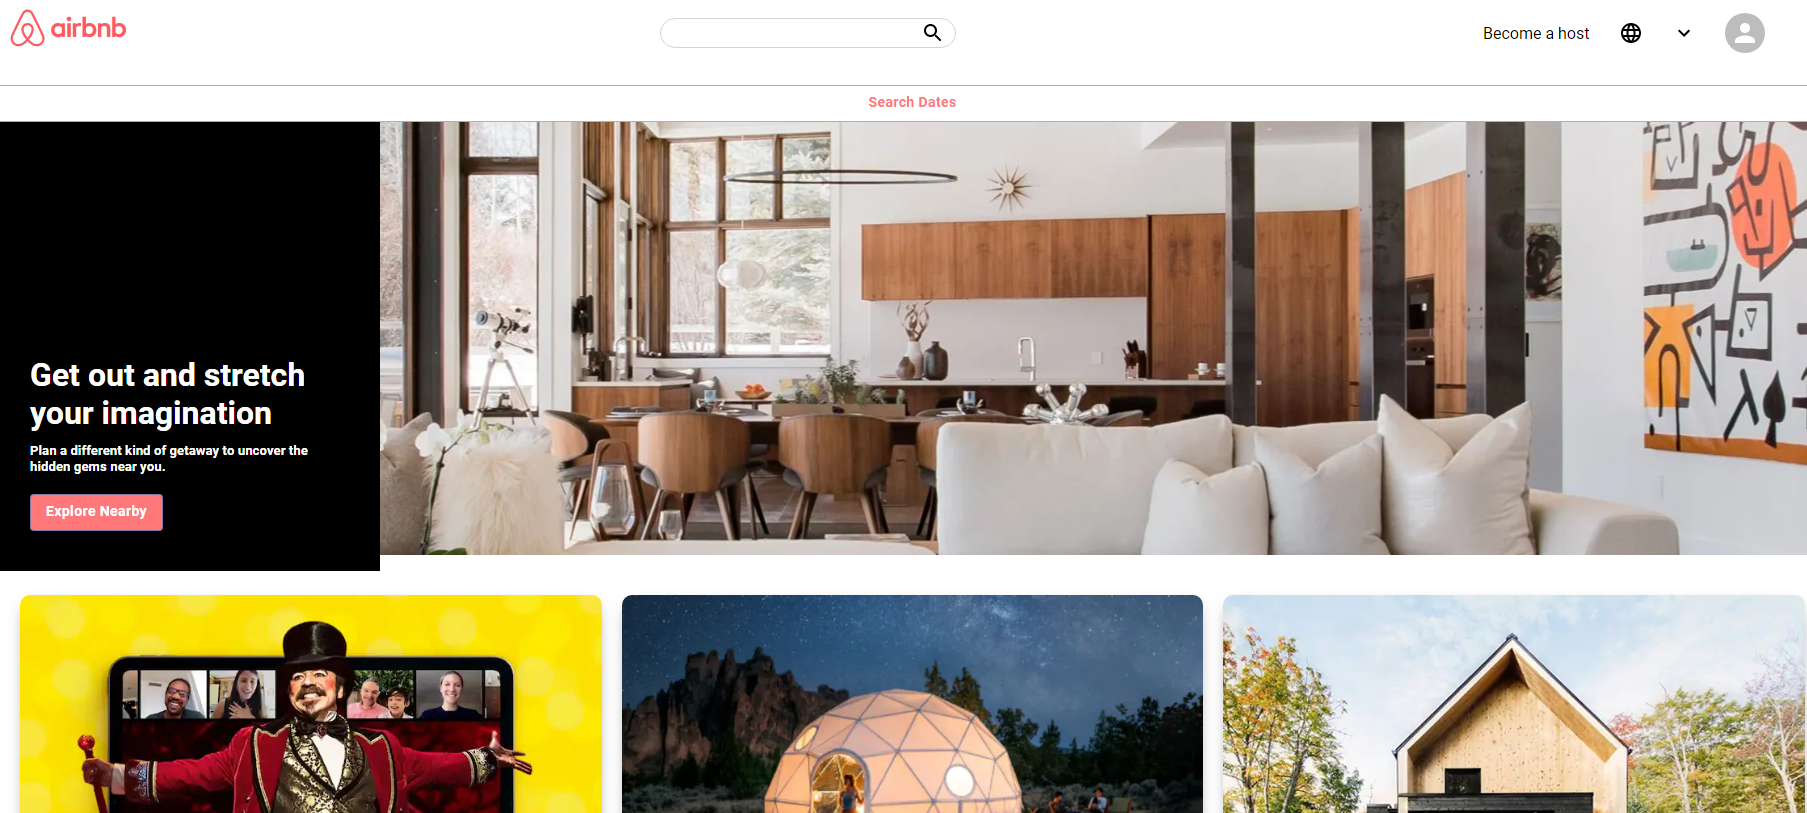 airbnb
Become a host
Search Dates
Get out and stretch
your imagination
Plan a different kind of getaway to uncover the
hidden gems near you.
Explore Nearby